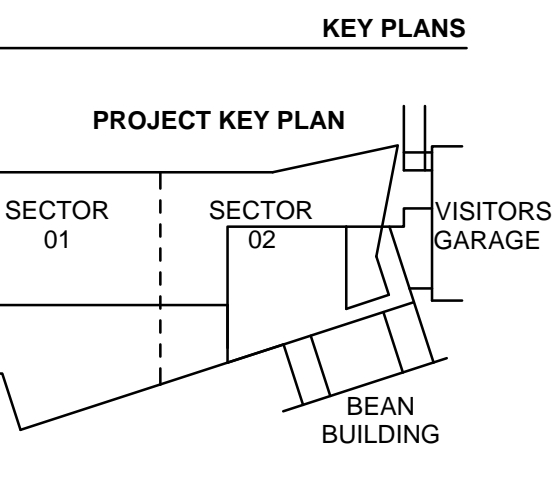 KEY PLANS
PROJECT KEY PLAN
SECTOR
01
SECTOR
02
VISITORS
GARAGE
BEAN
BUILDING